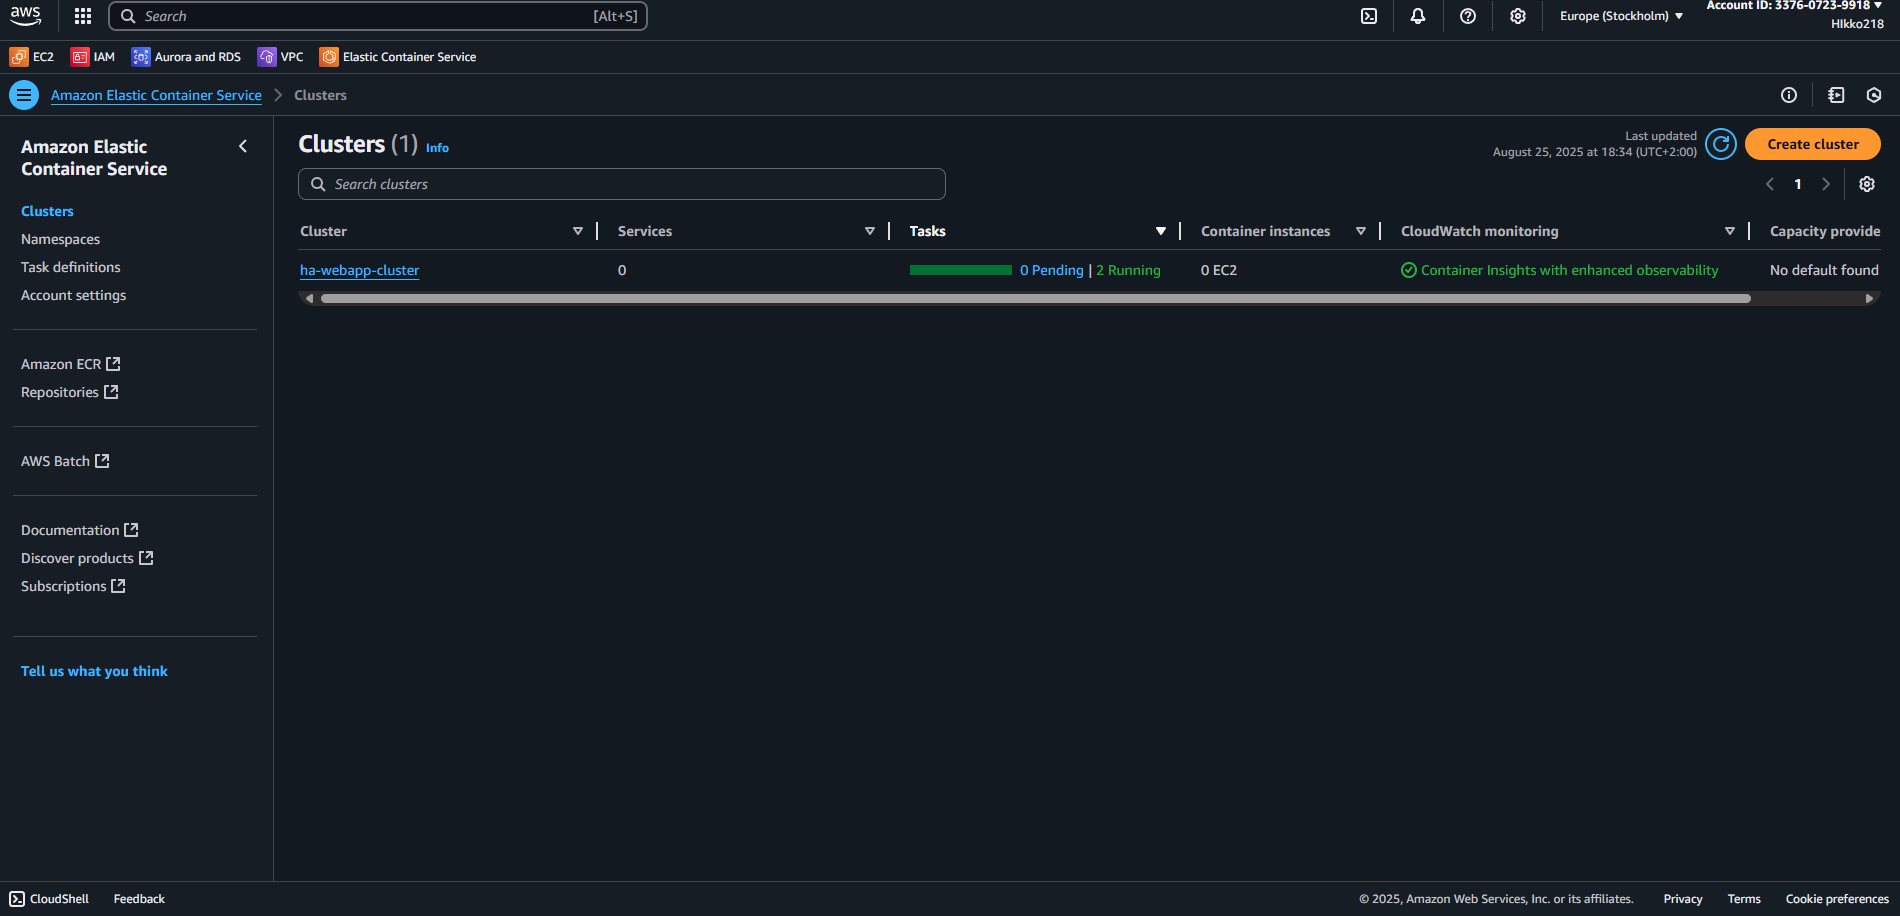 aws
Search [Alt+S]
Europe (Stockholm)
Account ID: 3376-0723-9918
HIkko218
EC2 IAM Aurora and RDS VPC Elastic Container Service
Amazon Elastic Container Service Clusters
Amazon Elastic
Container Service
Clusters
Namespaces
Task definitions
Account settings
Amazon ECR
Repositories
AWS Batch
Documentation
Discover products
Subscriptions
Tell us what you think
Clusters (1) Info
Last updated
August 25, 2025 at 18:34 (UTC+2:00)
Create cluster
Search clusters
1
Cluster Services Tasks Container instances CloudWatch monitoring Capacity provide
ha-webapp-cluster 0 0 Pending | 2 Running 0 EC2 Container Insights with enhanced observability No default found
CloudShell Feedback © 2025, Amazon Web Services, Inc. or its affiliates. Privacy Terms Cookie preferences